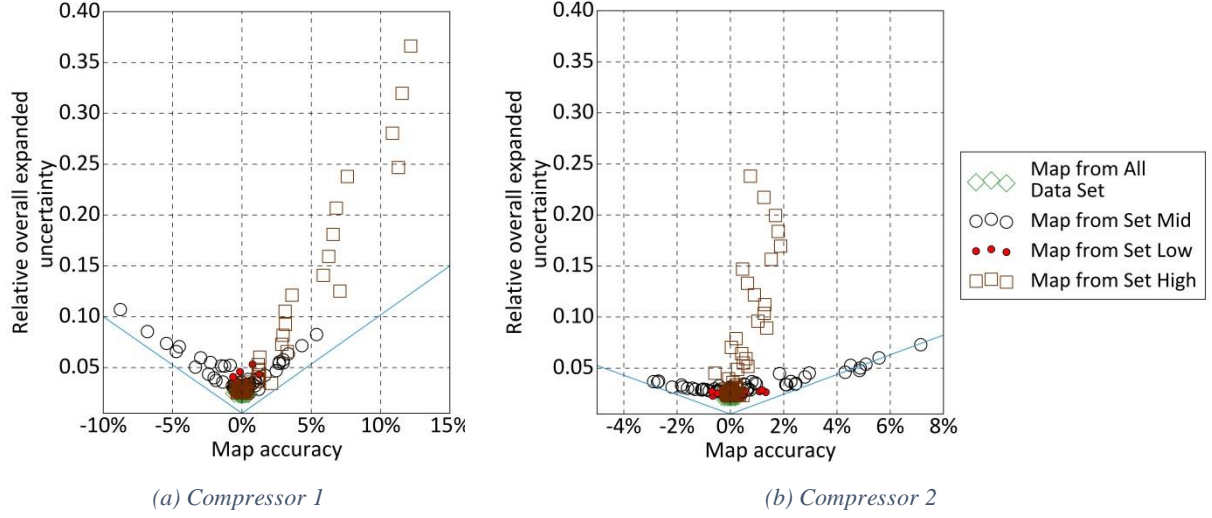 0.40
0.35
0.30
0.25
0.20
0.15
0.10
0.05
Relative overall expanded
uncertainty
-10% -5% 0% 5% 10% 15%
Map accuracy
(a) Compressor 1
0.40
0.35
0.30
0.25
0.20
0.15
0.10
0.05
Relative overall expanded
uncertainty
-4% -2% 0% 2% 4% 6% 8%
Map accuracy
(b) Compressor 2
Map from All
Data Set
Map from Set Mid
Map from Set Low
Map from Set High